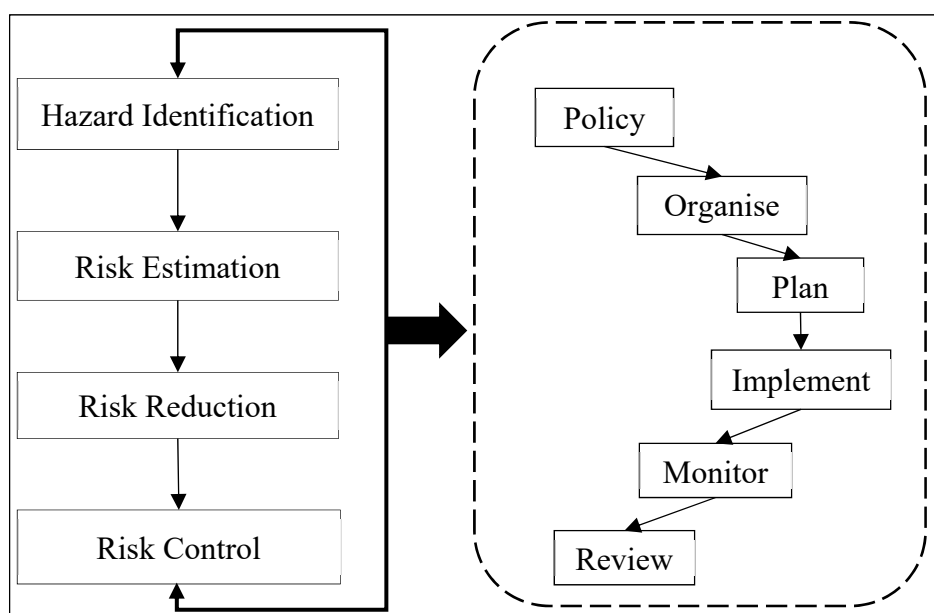 Hazard Identification
Risk Estimation
Risk Reduction
Risk Control
Policy
Organise
Plan
Implement
Monitor
Review